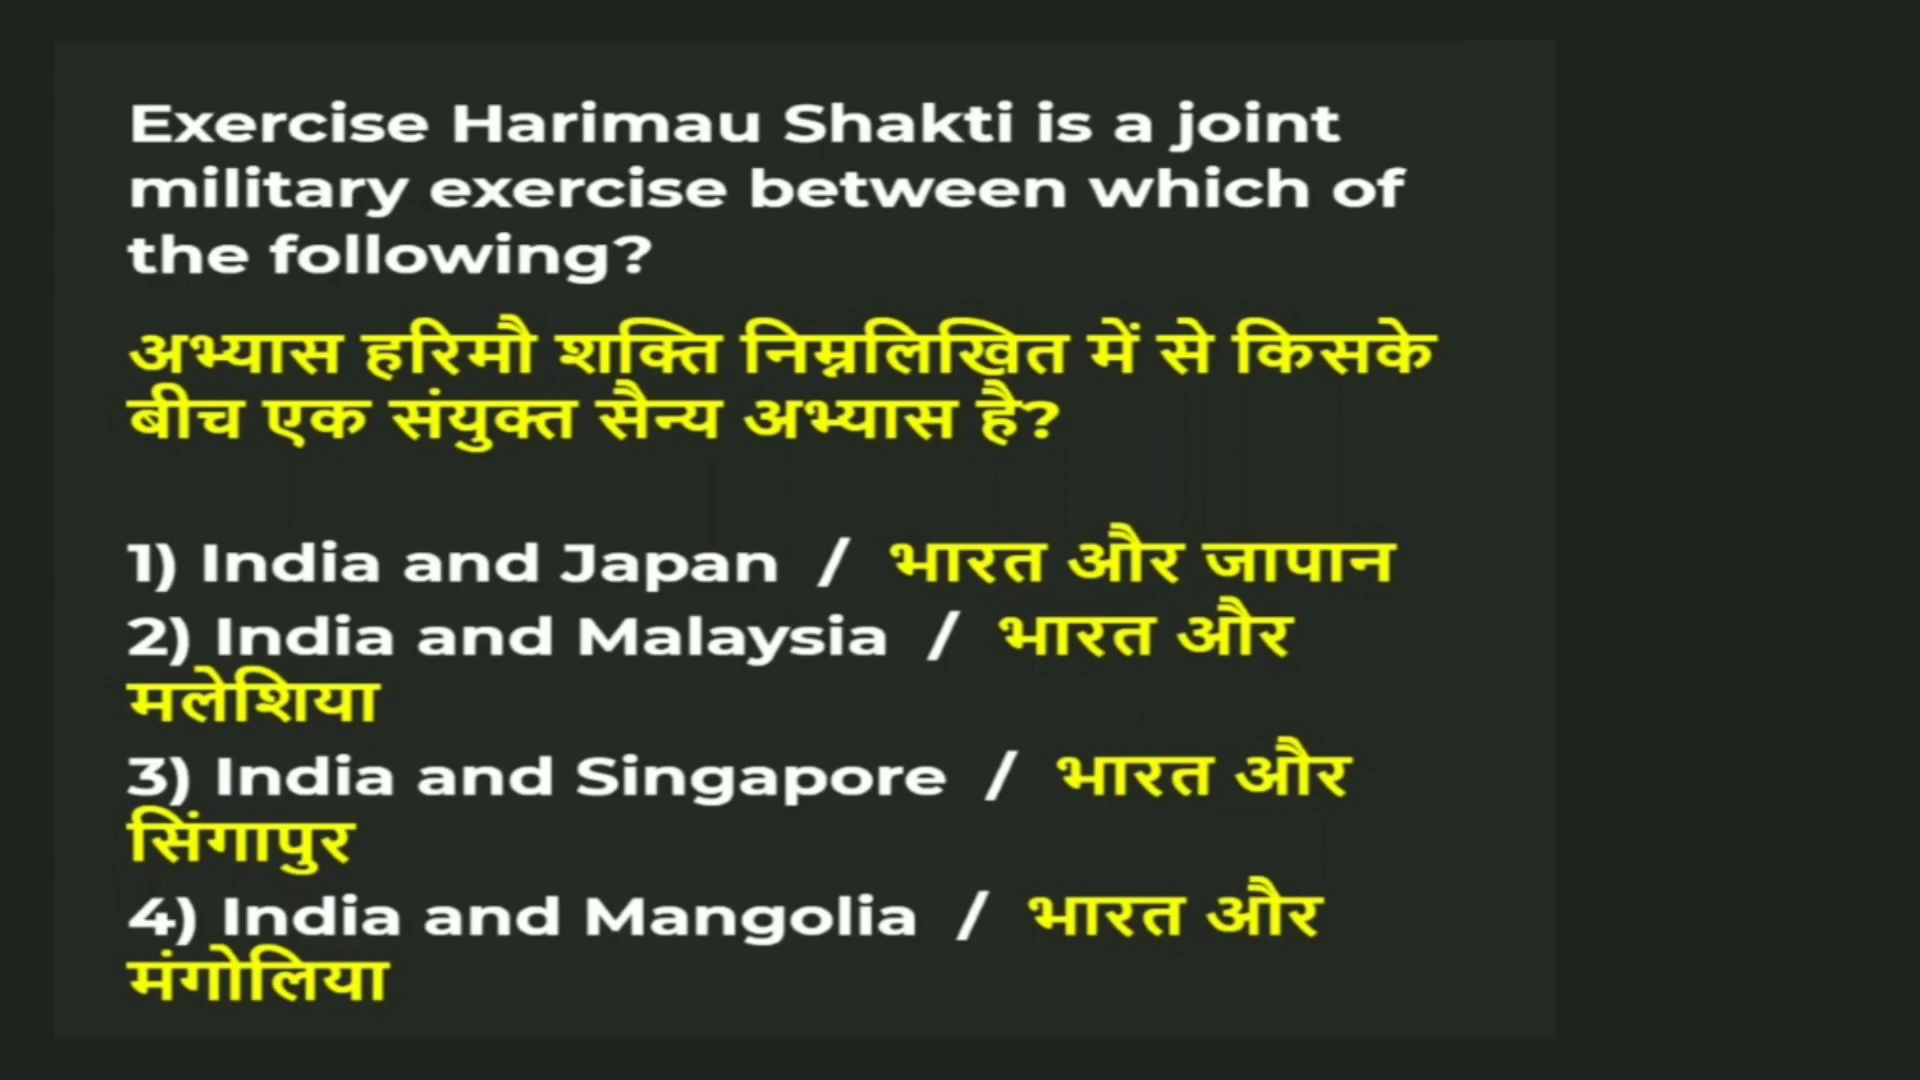 Exercise Harimau Shakti is a joint
military exercise between which of
the following?
अभ्यास हरिमौ शक्ति निम्नलिखित में से किसके
बीच एक संयुक्त सैन्य अभ्यास है?
1) India and Japan / भारत और जापान
2) India and Malaysia / भारत और
मलेशिया
3) India and Singapore / भारत और
सिंगापुर
4) India and Mangolia / भारत और
मंगोलिया